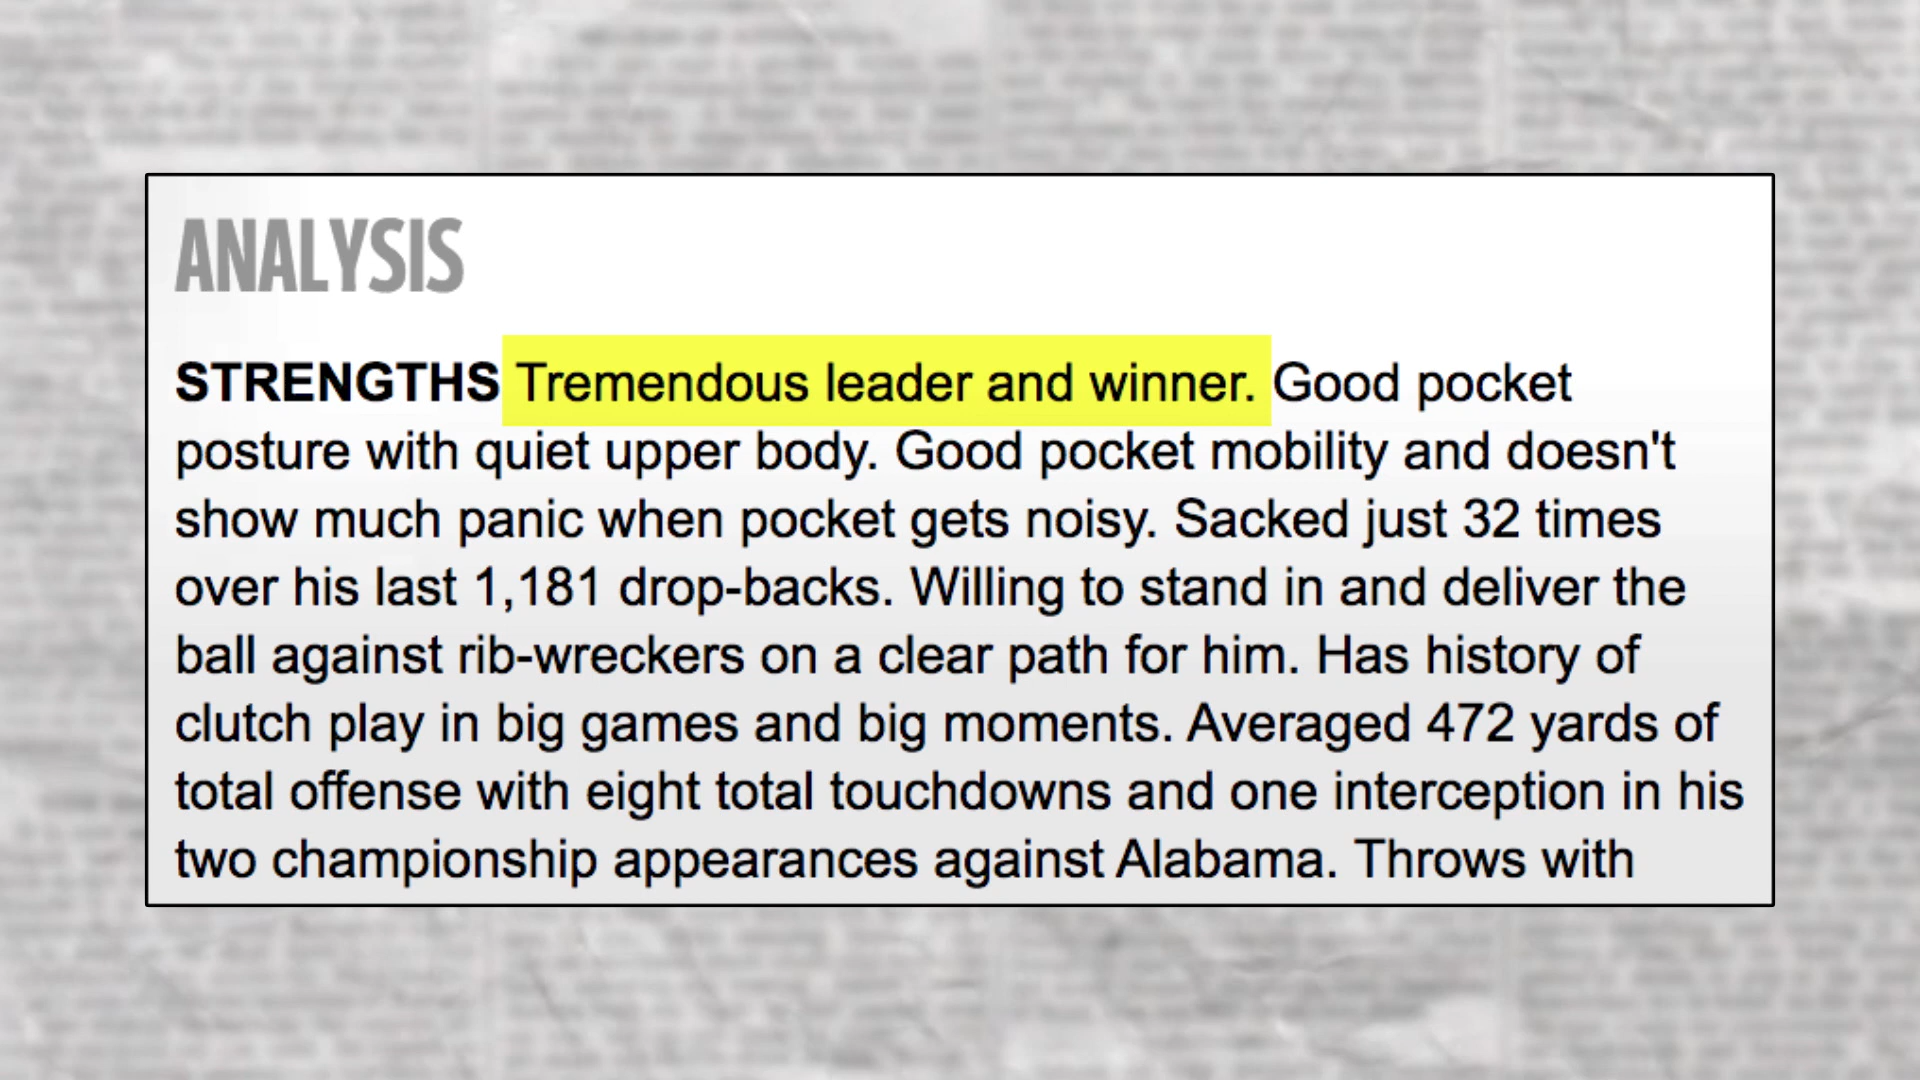 ANALYSIS
STRENGTHS Tremendous leader and winner. Good pocket
posture with quiet upper body. Good pocket mobility and doesn't
show much panic when pocket gets noisy. Sacked just 32 times
over his last 1,181 drop-backs. Willing to stand in and deliver the
ball against rib-wreckers on a clear path for him. Has history of
clutch play in big games and big moments. Averaged 472 yards of
total offense with eight total touchdowns and one interception in his
two championship appearances against Alabama. Throws with